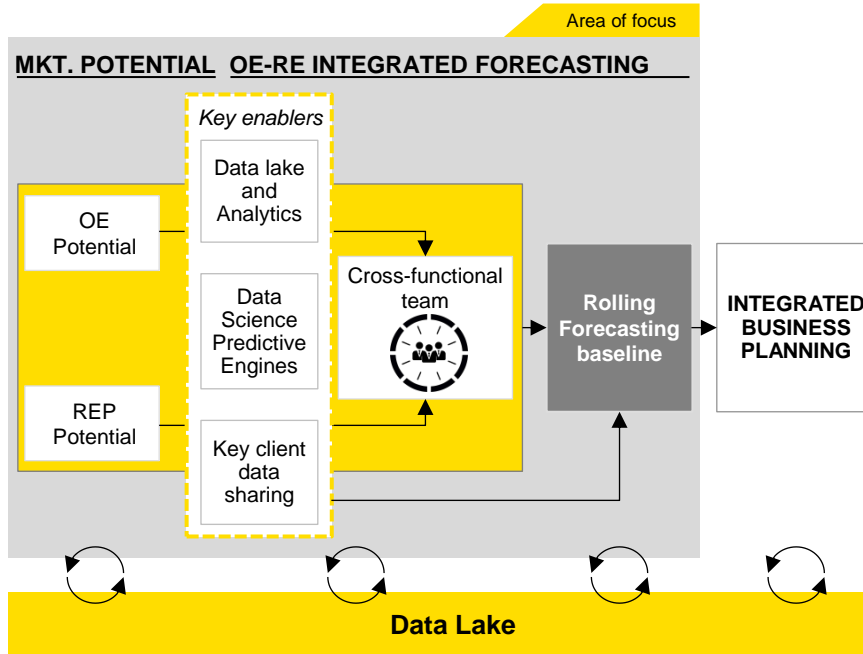 Area of focus
MKT. POTENTIAL OE-RE INTEGRATED FORECASTING
Key enablers
Data lake
and
Analytics
OE
Potential
Cross-functional
team
Data
Science
Predictive
Engines
Rolling
Forecasting
baseline
INTEGRATED
BUSINESS
PLANNING
REP
Potential
Key client
data
sharing
Data Lake